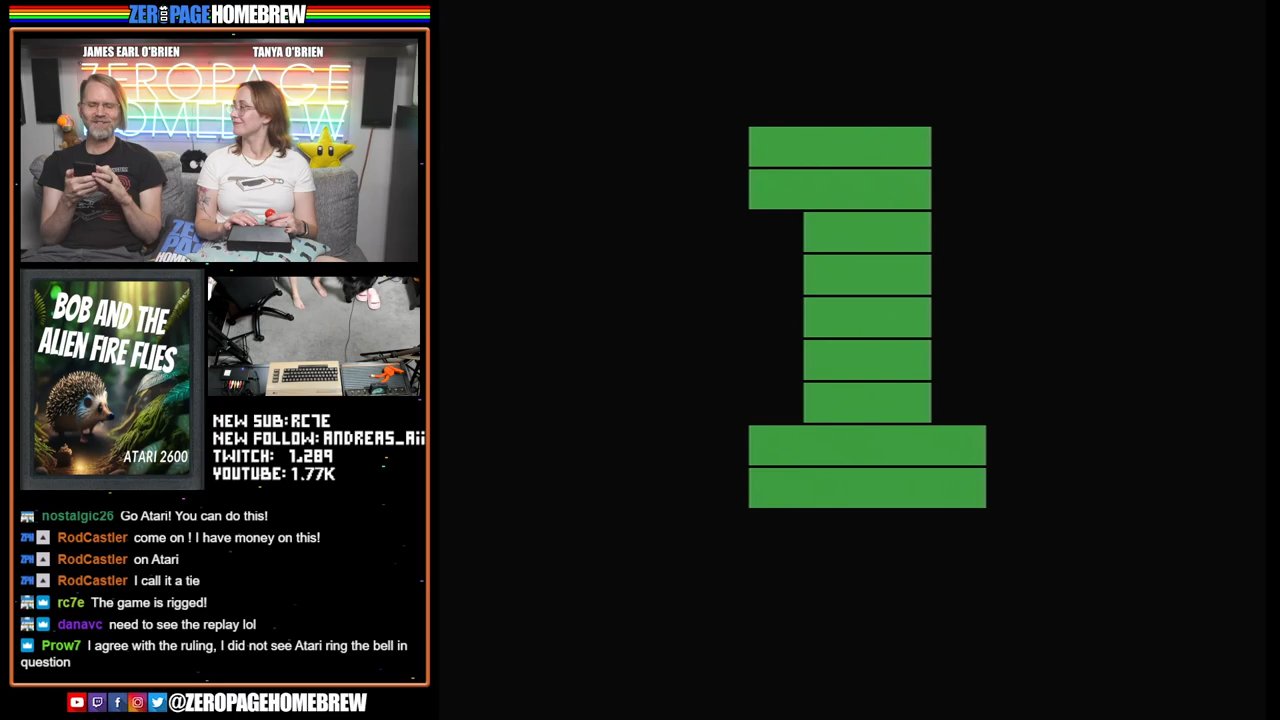 ZEROPAGEHOMEBREW
JAMES EARL O'BRIEN
TANYA O'BRIEN
ZEROPAGE
HOMEBREW
BOB AND THE
ALIEN FIRE FLIES
ATARI 2600
NEW SUB: RC7E
NEW FOLLOW: ANDREAS_AII
TWITCH: 1,289
YOUTUBE: 1.77K
nostalgic26 Go Atari! You can do this!
RodCastler come on ! I have money on this!
RodCastler on Atari
RodCastler I call it a tie
rc7e The game is rigged!
danavc need to see the replay lol
Prow7 I agree with the ruling, I did not see Atari ring the bell in
question
@ZEROPAGEHOMEBREW
1